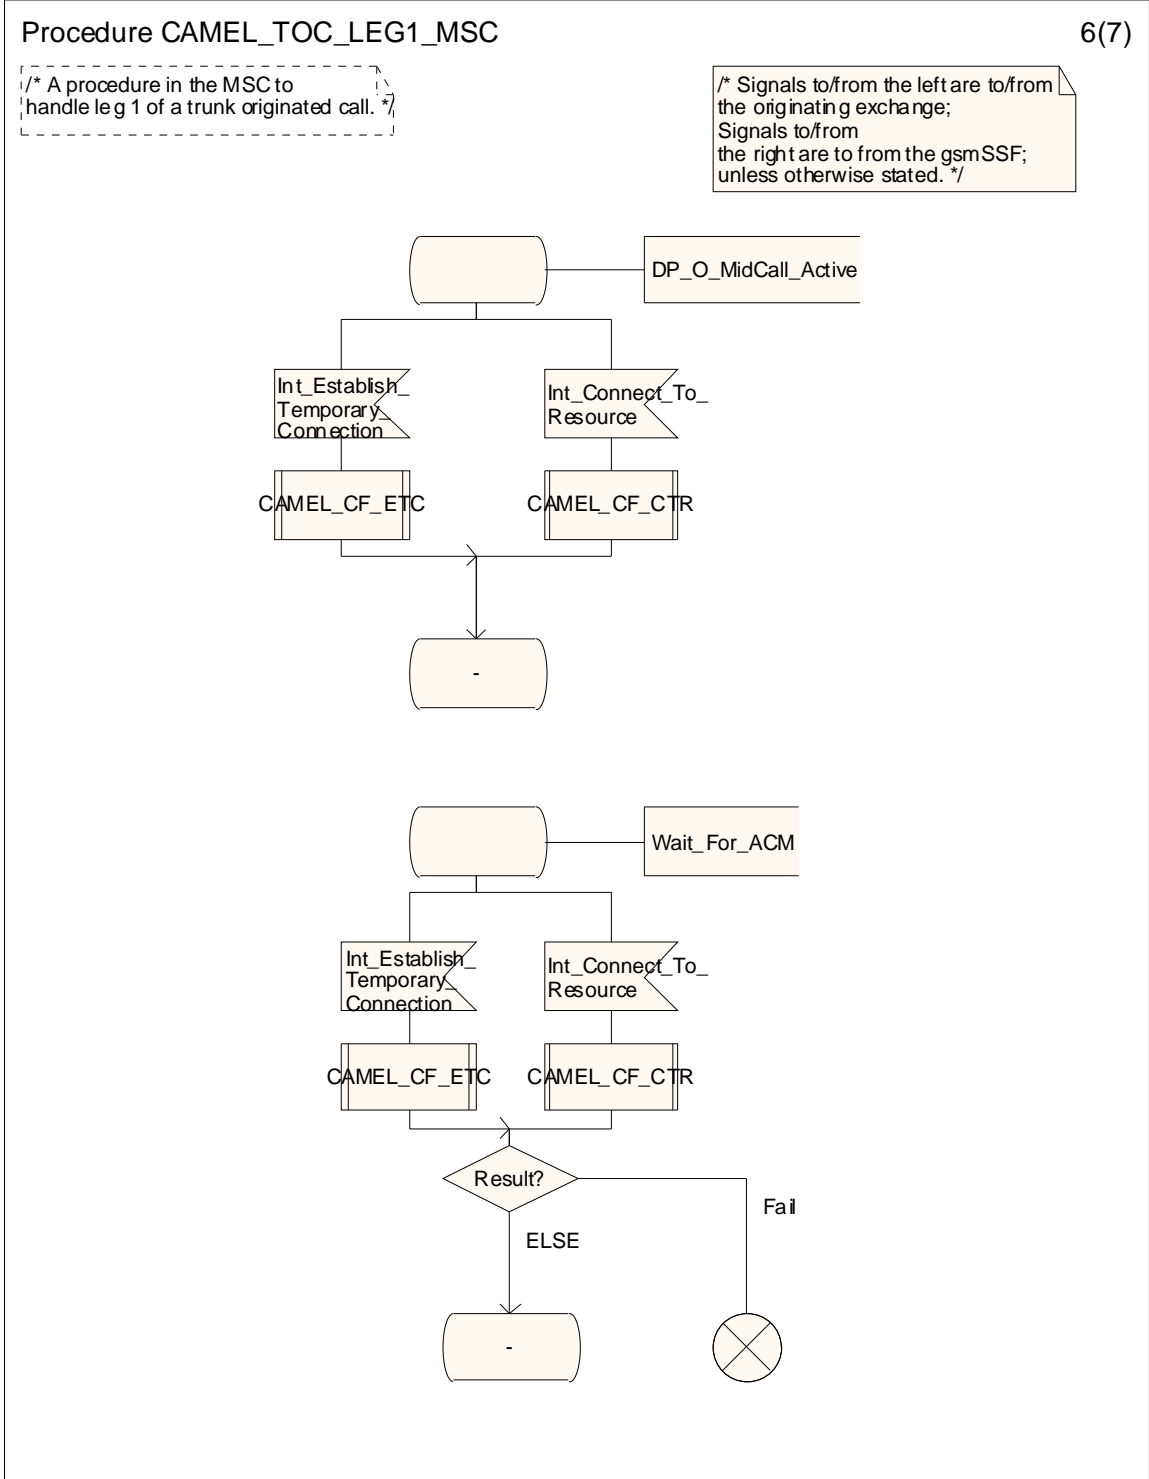 Procedure CAMEL_TOC_LEG1_MSC
6(7)
/* A procedure in the MSC to
handle leg 1 of a trunk originated call. */
/* Signals to/from the left are to/from
the originating exchange;
Signals to/from
the right are to from the gsmSSF;
unless otherwise stated. */
DP_O_MidCall_Active
Int_Establish_
Temporary_
Connection
Int_Connect_To_
Resource
CAMEL_CF_ETC
CAMEL_CF_CTR
-
Wait_For_ACM
Int_Establish_
Temporary_
Connection
Int_Connect_To_
Resource
CAMEL_CF_ETC
CAMEL_CF_CTR
Result?
Fail
ELSE
-